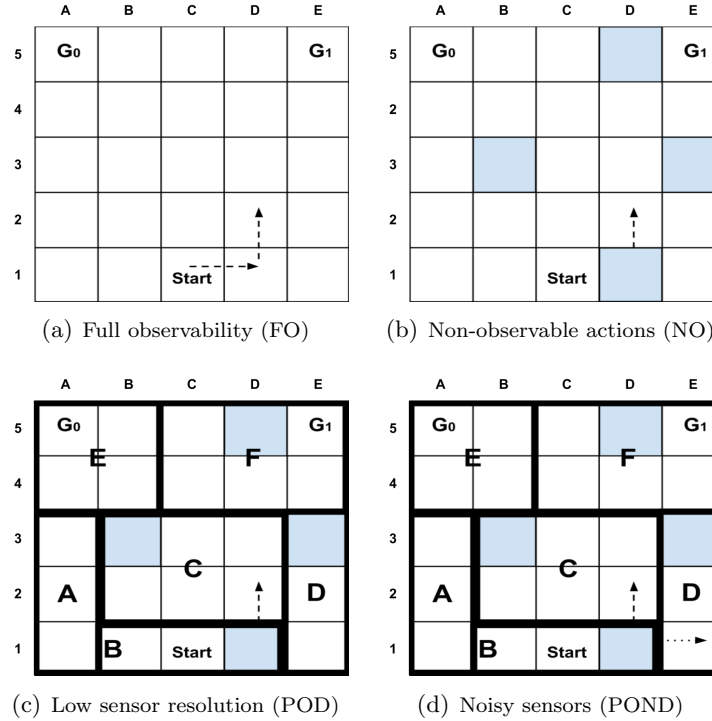 A B C D E
A B C D E
5 G0 G1
4
3
2
1 Start
5 G0 G1
2
3
2
1 Start
(a) Full observability (FO)
(b) Non-observable actions (NO)
A B C D E
A B C D E
5 G0 G1
E F
4
3
C
2 A D
1 B Start
5 G0 G1
E F
4
3
C
2 A D
1 B Start
(c) Low sensor resolution (POD)
(d) Noisy sensors (POND)